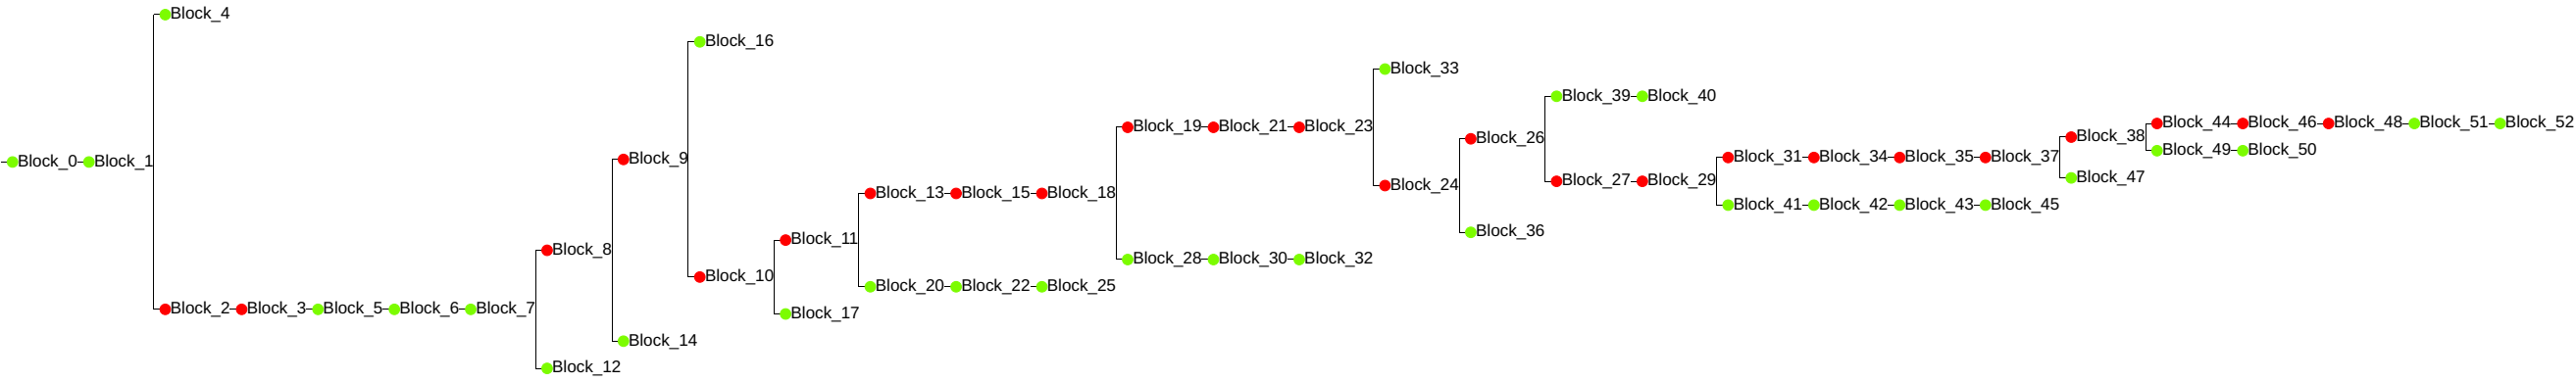 Block_4
Block_16
Block_33
Block_39 Block_40
Block_44 Block_46 Block_48 Block_51 Block_52
Block_19 Block_21 Block_23
Block_26 Block_38
Block_49 Block_50
Block_31 Block_34 Block_35 Block_37
Block_0 Block_1 Block_9
Block_47
Block_24 Block_27 Block_29
Block_13 Block_15 Block_18
Block_41 Block_42 Block_43 Block_45
Block_36
Block_11
Block_8
Block_28 Block_30 Block_32
Block_10
Block_20 Block_22 Block_25
Block_2 Block_3 Block_5 Block_6 Block_7
Block_17
Block_14
Block_12